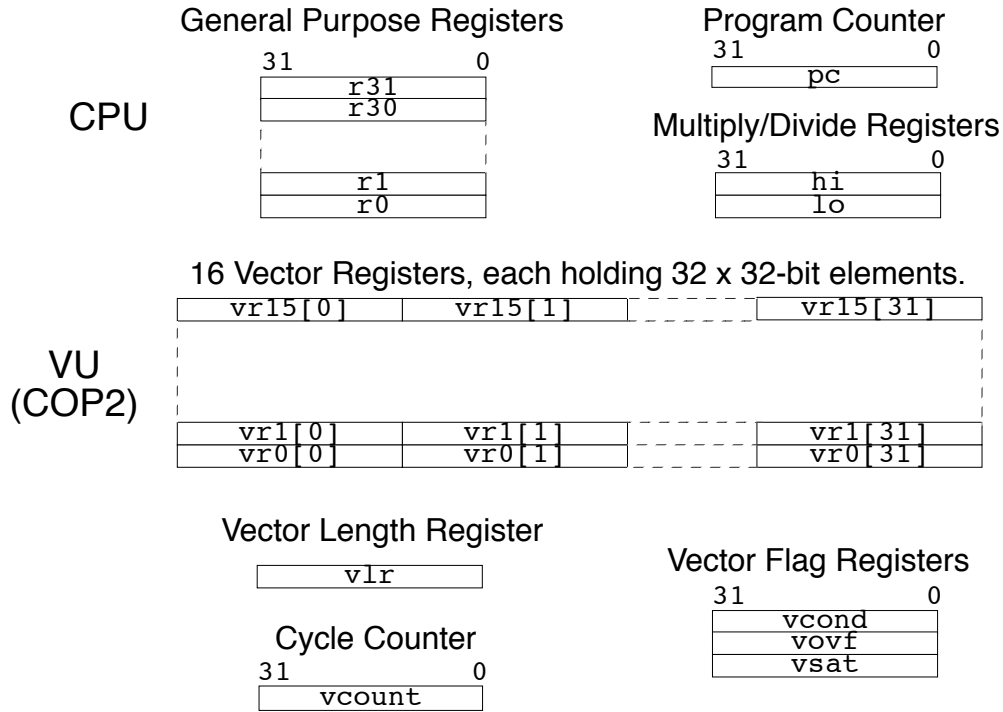 General Purpose Registers
31 0
r31
r30
r1
r0
CPU
Program Counter
31 0
pc
Multiply/Divide Registers
31 0
hi
lo
16 Vector Registers, each holding 32 x 32-bit elements.
vr15[0] vr15[1] vr15[31]
VU
(COP2)
vr1[0] vr1[1] vr1[31]
vr0[0] vr0[1] vr0[31]
Vector Length Register
vlr
Cycle Counter
31 0
vcount
Vector Flag Registers
31 0
vcond
vovf
vsat